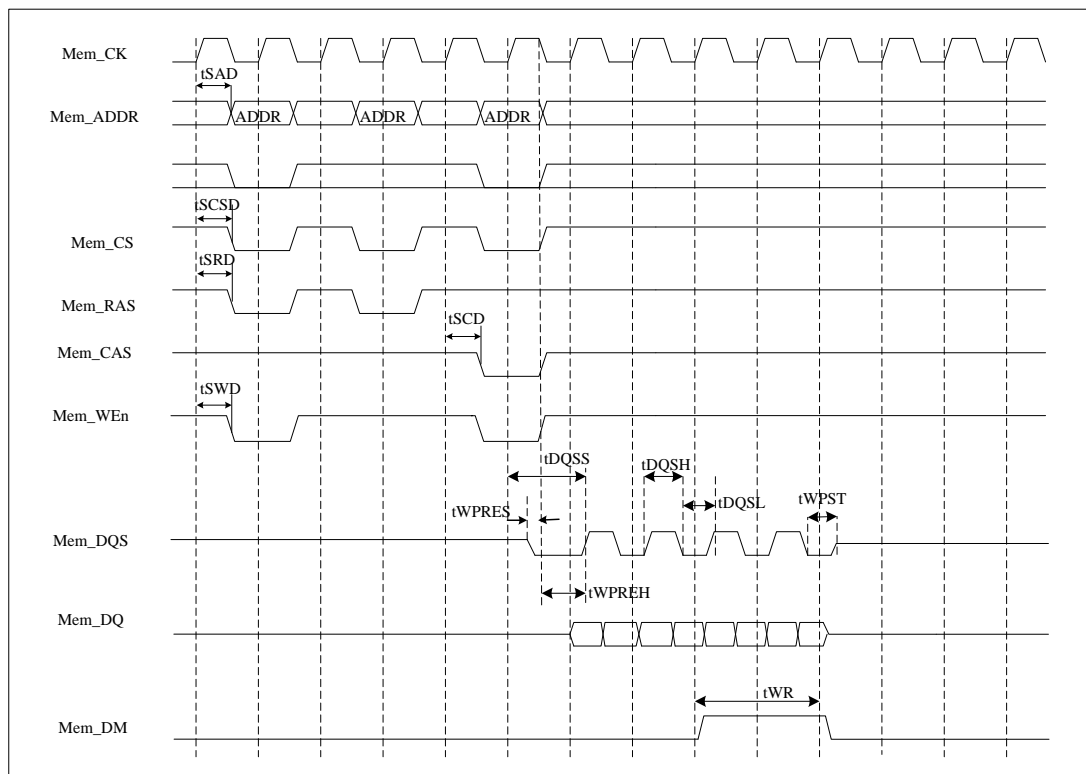 Mem_CK
tSAD
Mem_ADDR
ADDR
ADDR
ADDR
tSCSD
Mem_CS
tSRD
Mem_RAS
tSCD
Mem_CAS
tSWD
Mem_WEn
tDQSS
tDQSH
tDQSL
tWPST
tWPRES
Mem_DQS
tWPREH
Mem_DQ
tWR
Mem_DM